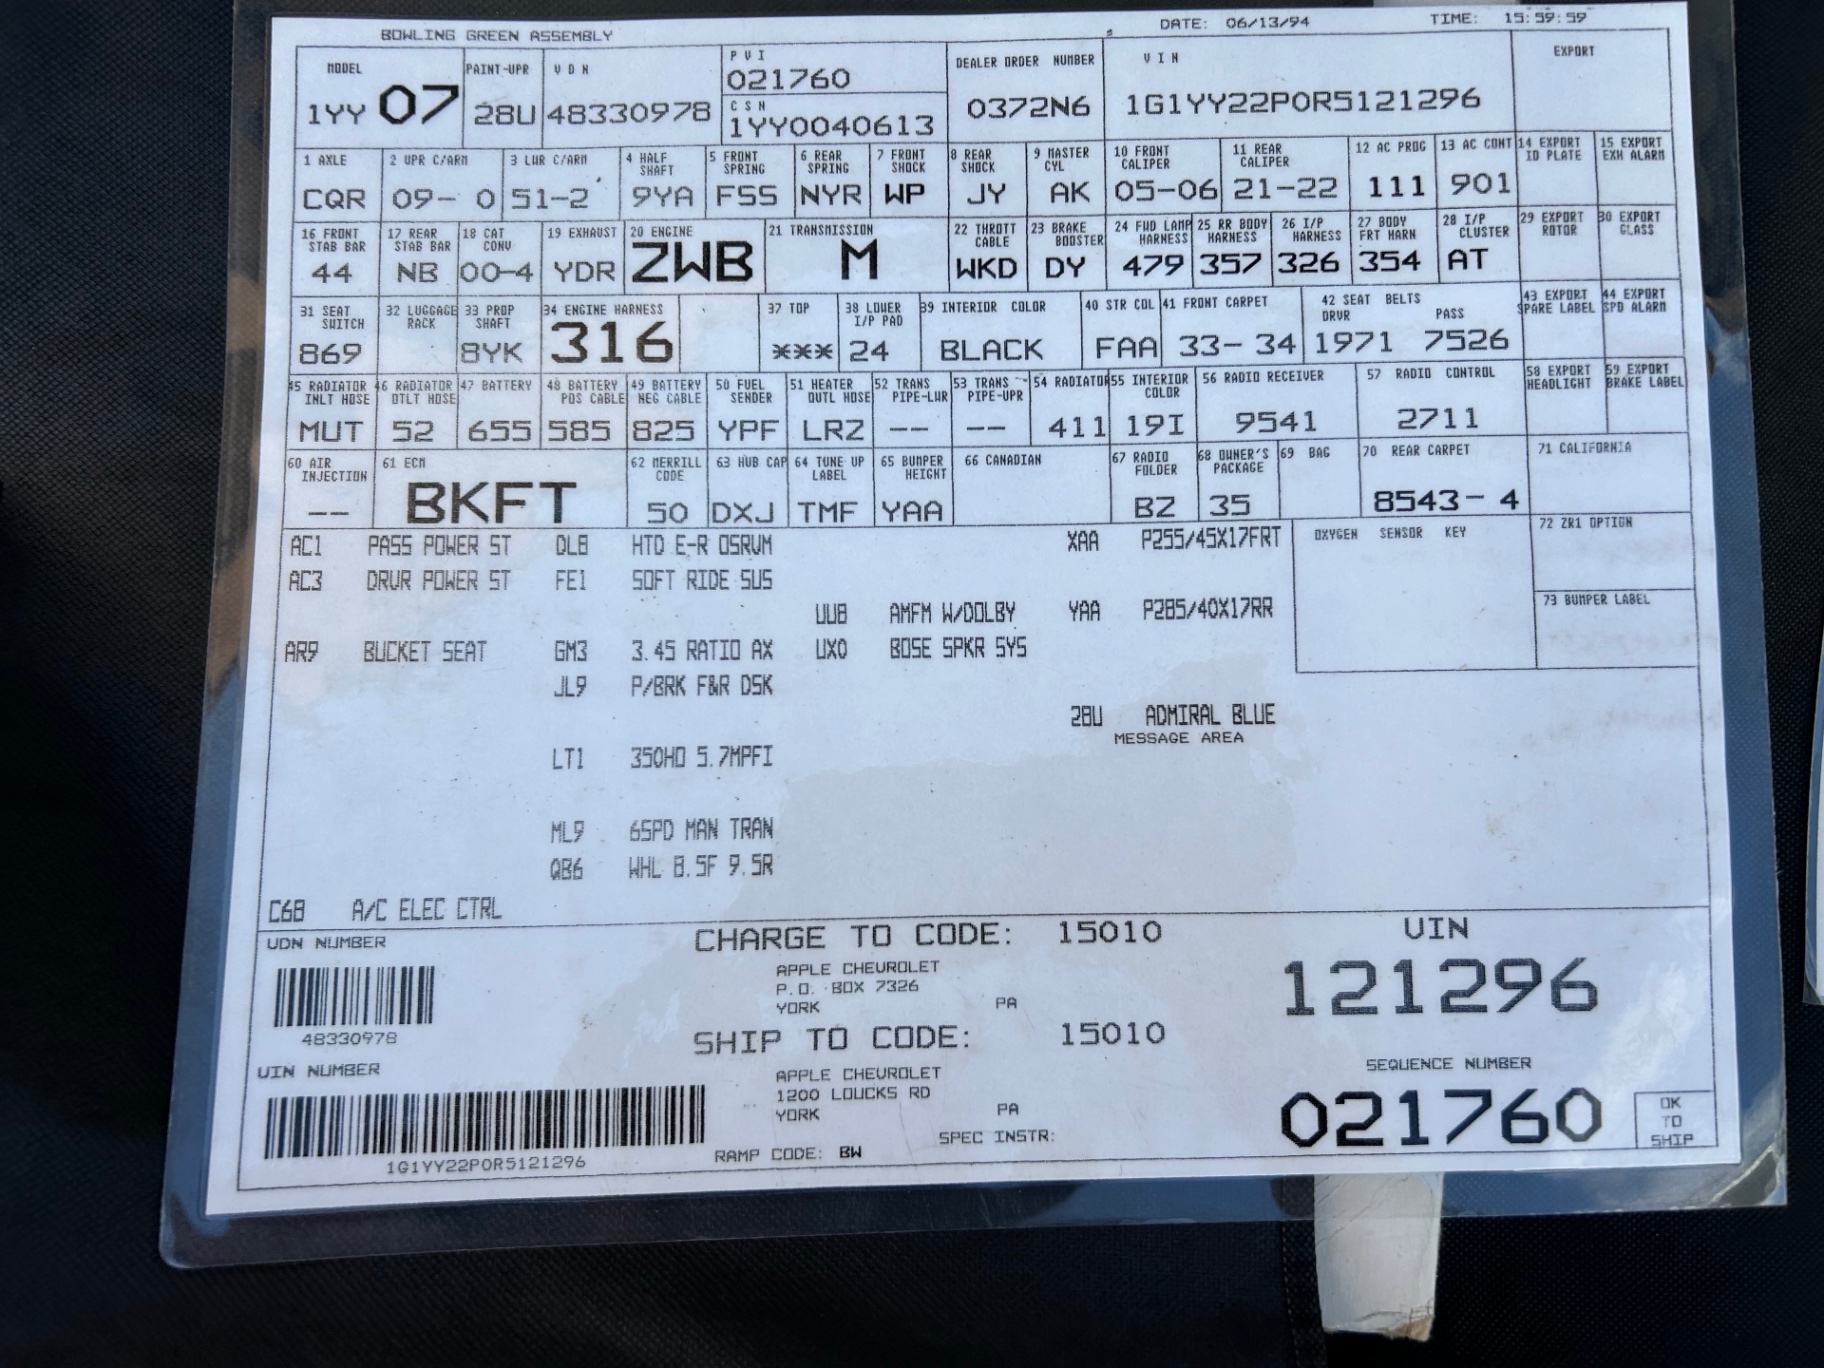 BOWLING GREEN ASSEMBLY DATE: 06/13/94 TIME: 15:59:59
MODEL PAINT-UPR V D N P V I DEALER ORDER NUMBER V I N EXPORT
1YY 07 28U 48330978 021760 0372N6 1G1YY22P0R5121296
C S N
1YY0040613
1 AXLE 2 UPR C/ARM 3 LWR C/ARM 4 HALF SHAFT 5 FRONT SPRING 6 REAR SPRING 7 FRONT SHOCK 8 REAR SHOCK 9 MASTER CYL 10 FRONT CALIPER 11 REAR CALIPER 12 AC PROG 13 AC CONT 14 EXPORT ID PLATE 15 EXPORT EXH ALARM
CQR 09- 0 51-2 9YA FSS NYR WP JY AK 05-06 21-22 111 901
16 FRONT STAB BAR 17 REAR STAB BAR 18 CAT CONV 19 EXHAUST 20 ENGINE 21 TRANSMISSION 22 THROTT CABLE 23 BRAKE BOOSTER 24 FWD LAMP HARNESS 25 RR BODY HARNESS 26 I/P HARNESS 27 BODY FRT HARN 28 I/P CLUSTER 29 EXPORT ROTOR 30 EXPORT GLASS
44 NB 00-4 YDR ZWB M WKD DY 479 357 326 354 AT
31 SEAT SWITCH 32 LUGGAGE RACK 33 PROP SHAFT 34 ENGINE HARNESS 37 TOP 38 LOWER I/P PAD 39 INTERIOR COLOR 40 STR COL 41 FRONT CARPET 42 SEAT BELTS DRVR PASS 43 EXPORT SPARE LABEL 44 EXPORT SPD ALARM
869 8YK 316 *** 24 BLACK FAA 33- 34 1971 7526
45 RADIATOR INLT HOSE 46 RADIATOR OTLT HOSE 47 BATTERY 48 BATTERY POS CABLE 49 BATTERY NEG CABLE 50 FUEL SENDER 51 HEATER OUTL HOSE 52 TRANS PIPE-LWR 53 TRANS PIPE-UPR 54 RADIATOR 55 INTERIOR COLOR 56 RADIO RECEIVER 57 RADIO CONTROL 58 EXPORT HEADLIGHT 59 EXPORT BRAKE LABEL
MUT 52 655 585 825 YPF LRZ -- -- 411 19I 9541 2711
60 AIR INJECTION 61 ECM 62 MERRILL CODE 63 HUB CAP 64 TUNE UP LABEL 65 BUMPER HEIGHT 66 CANADIAN 67 RADIO FOLDER 68 OWNER'S PACKAGE 69 BAG 70 REAR CARPET 71 CALIFORNIA
-- BKFT 50 DXJ TMF YAA BZ 35 8543- 4
AC1 PASS POWER ST DL8 HTD E-R OSRVM XAA P255/45X17FRT OXYGEN SENSOR KEY 72 ZR1 OPTION
AC3 DRVR POWER ST FE1 SOFT RIDE SUS
UU8 AMFM W/DOLBY YAA P285/40X17RR 73 BUMPER LABEL
AR9 BUCKET SEAT GM3 3.45 RATIO AX UX0 BOSE SPKR SYS
JL9 P/BRK F&R DSK
28U ADMIRAL BLUE
MESSAGE AREA
LT1 350HO 5.7MPFI
ML9 6SPD MAN TRAN
QB6 WHL 8.5F 9.5R
C68 A/C ELEC CTRL
VDN NUMBER CHARGE TO CODE: 15010 VIN
48330978 APPLE CHEVROLET 121296
P.O. BOX 7326
YORK PA
SHIP TO CODE: 15010
VIN NUMBER APPLE CHEVROLET SEQUENCE NUMBER
1200 LOUCKS RD 021760
YORK PA OK TO SHIP
SPEC INSTR:
1G1YY22P0R5121296 RAMP CODE: BW